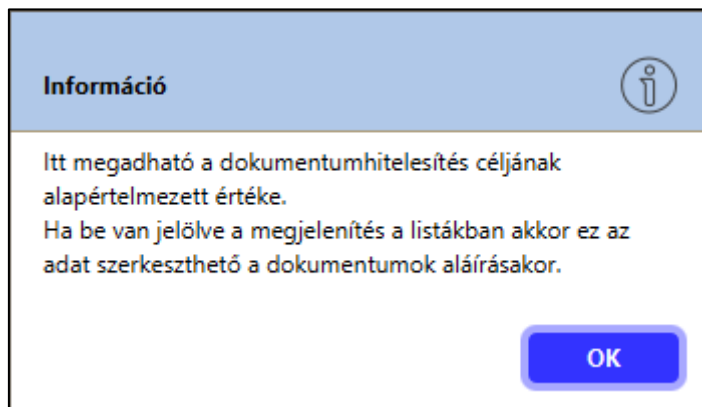 Információ
Itt megadható a dokumentumhitelesítés céljának
alapértelmezett értéke.
Ha be van jelölve a megjelenítés a listákban akkor ez az
adat szerkeszthető a dokumentumok aláírásakor.
OK